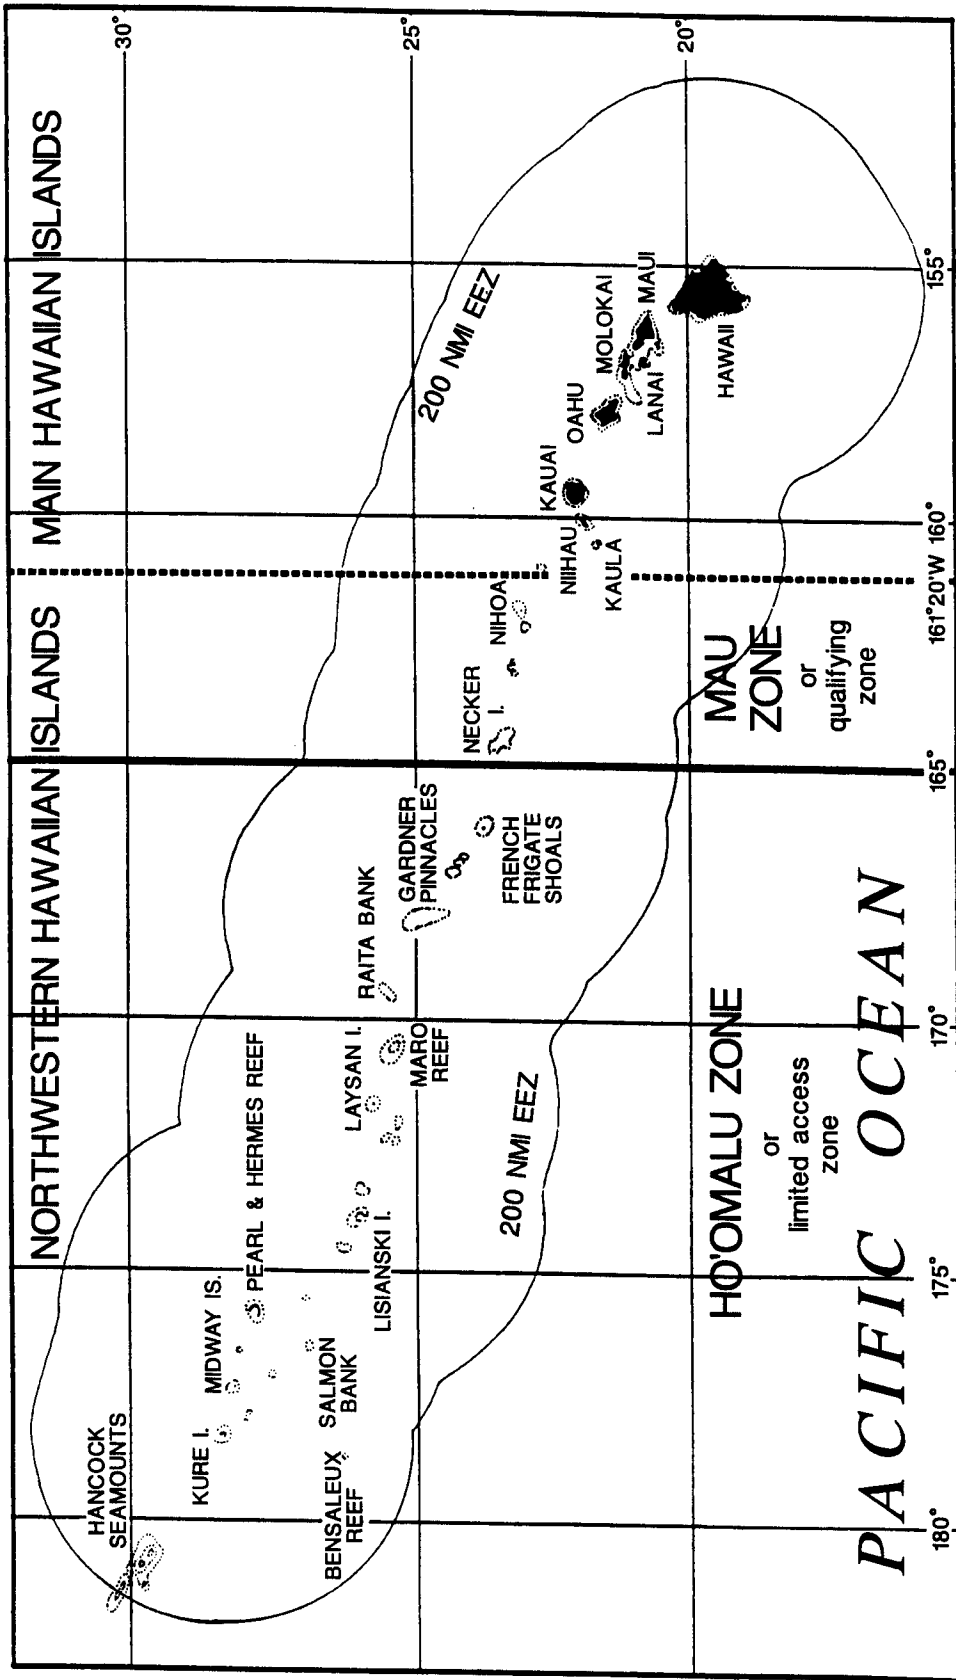 NORTHWESTERN HAWAIIAN ISLANDS
MAIN HAWAIIAN ISLANDS
30°
25°
20°
HANCOCK
SEAMOUNTS
KURE I.
MIDWAY IS.
PEARL & HERMES REEF
BENSALEUX
REEF
SALMON
BANK
LISIANSKI I.
LAYSAN I.
MARO
REEF
RAITA BANK
GARDNER
PINNACLES
FRENCH
FRIGATE
SHOALS
NECKER
I.
NIHOA
NIIHAU
KAULA
KAUAI
OAHU
MOLOKAI
LANAI
MAUI
HAWAII
200 NMI EEZ
200 NMI EEZ
HO'OMALU ZONE
or
limited access
zone
MAU
ZONE
or
qualifying
zone
PACIFIC OCEAN
180°
175°
170°
165°
161°20'W
160°
155°